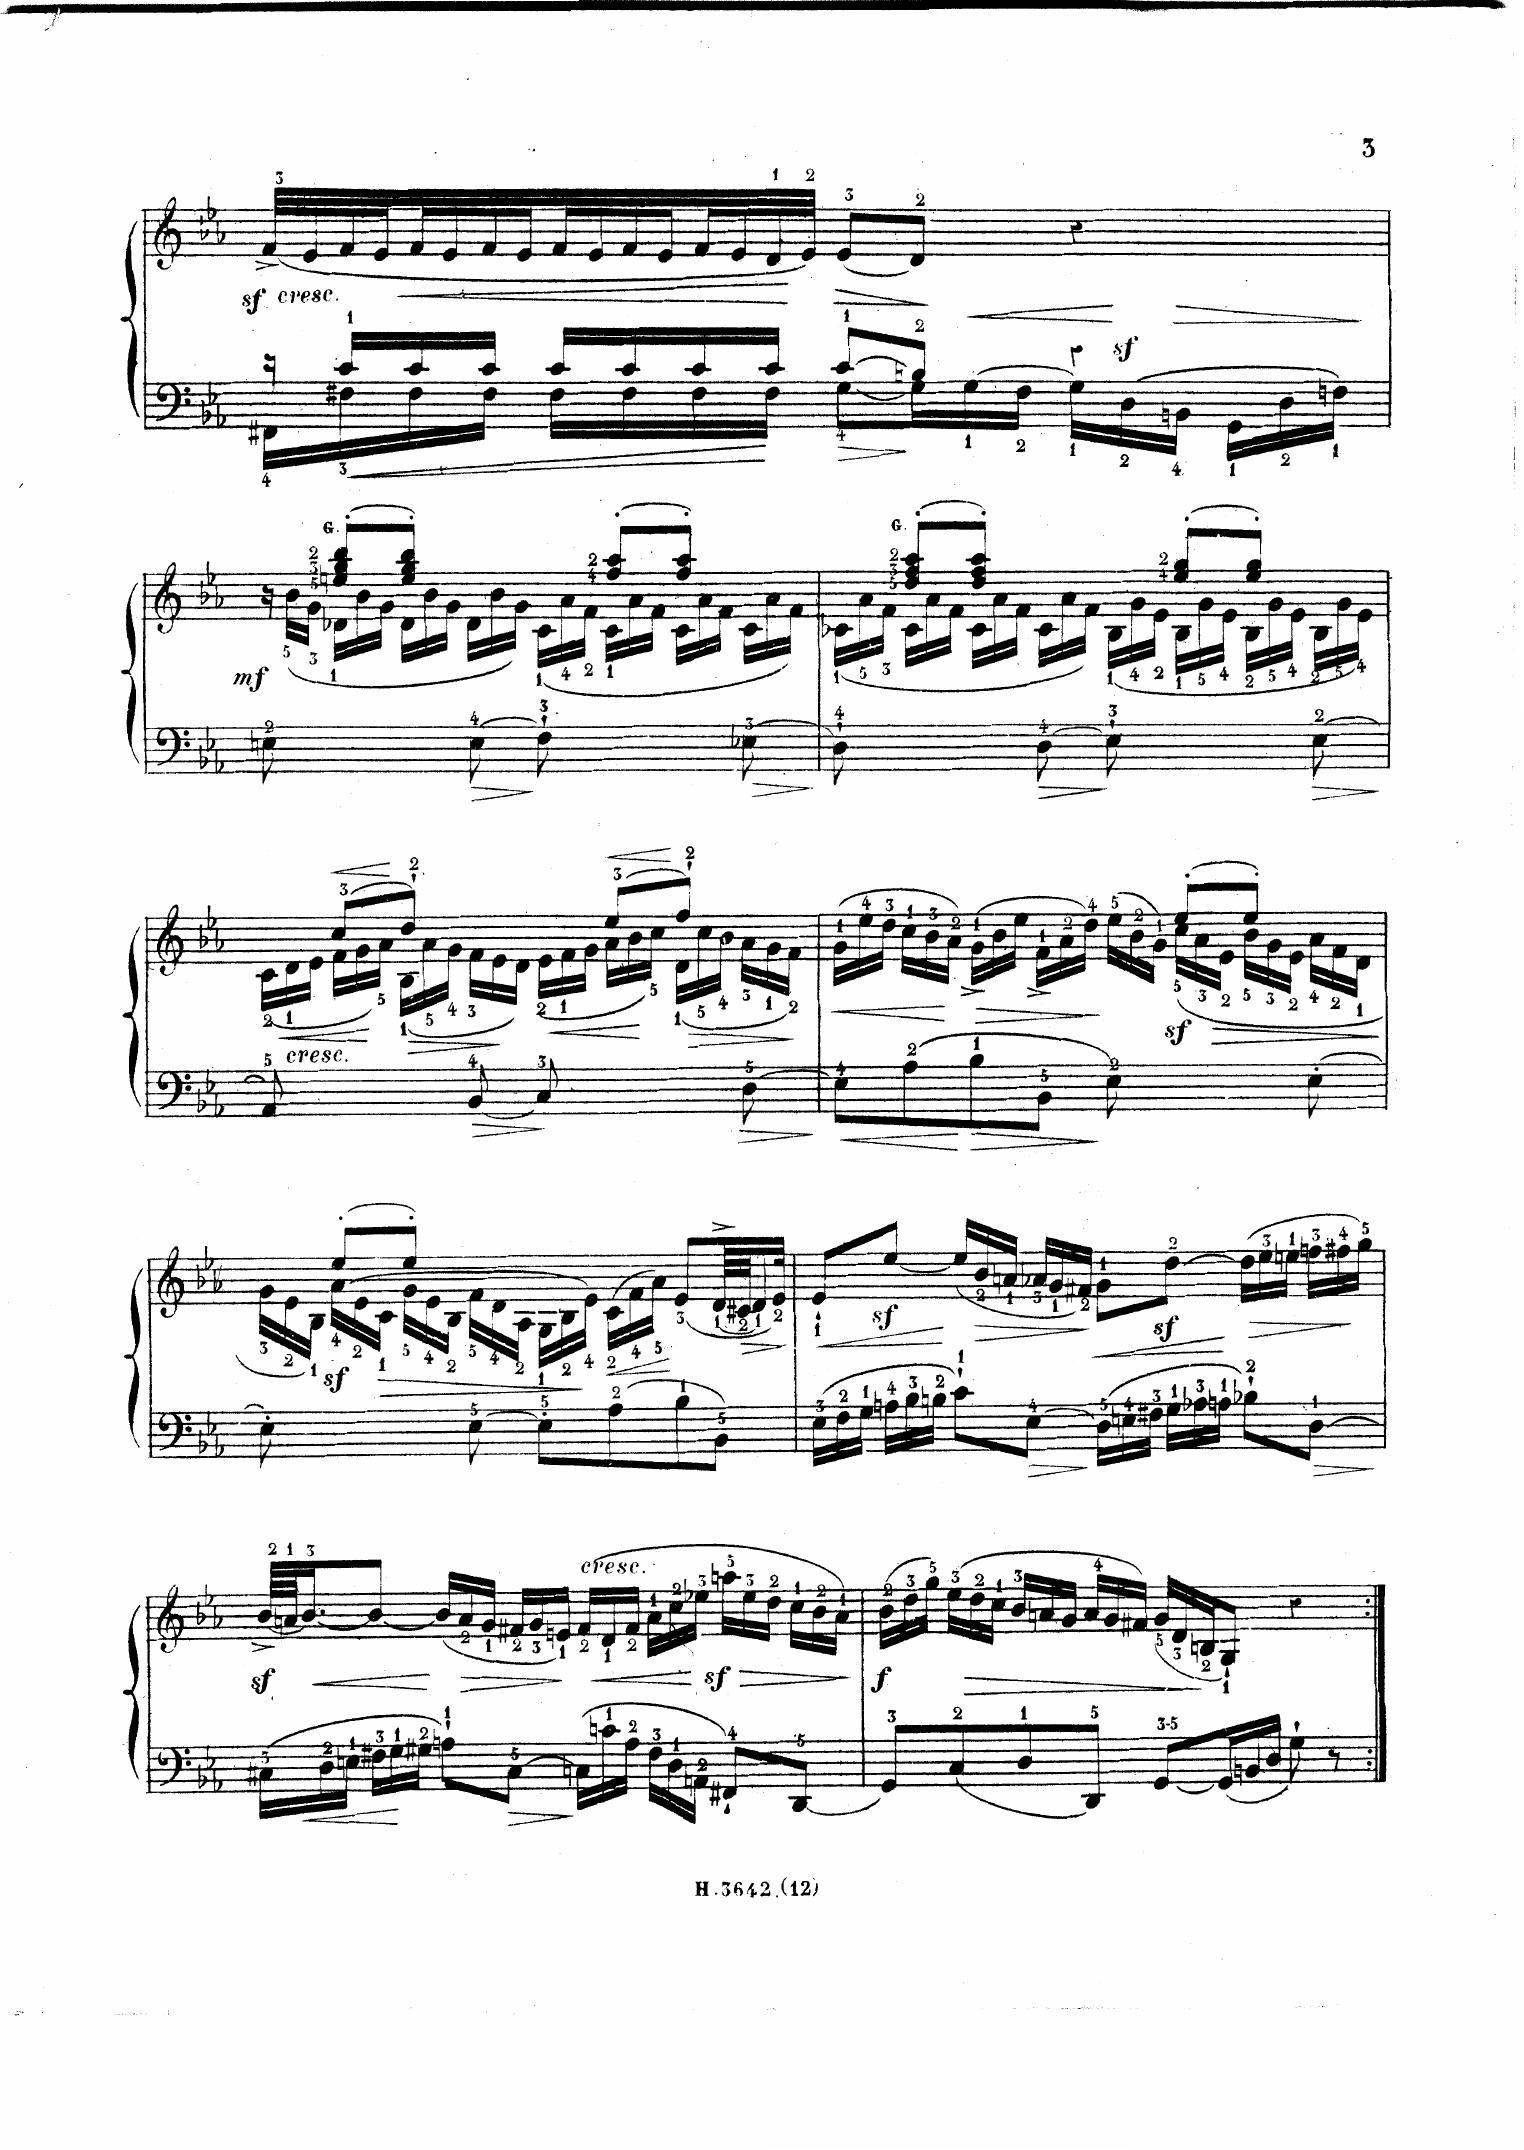 3
sf cresc.
sf
G. G.
mf
cresc.
sf
sf sf sf
cresc.
sf sf f
H. 3642. (12)